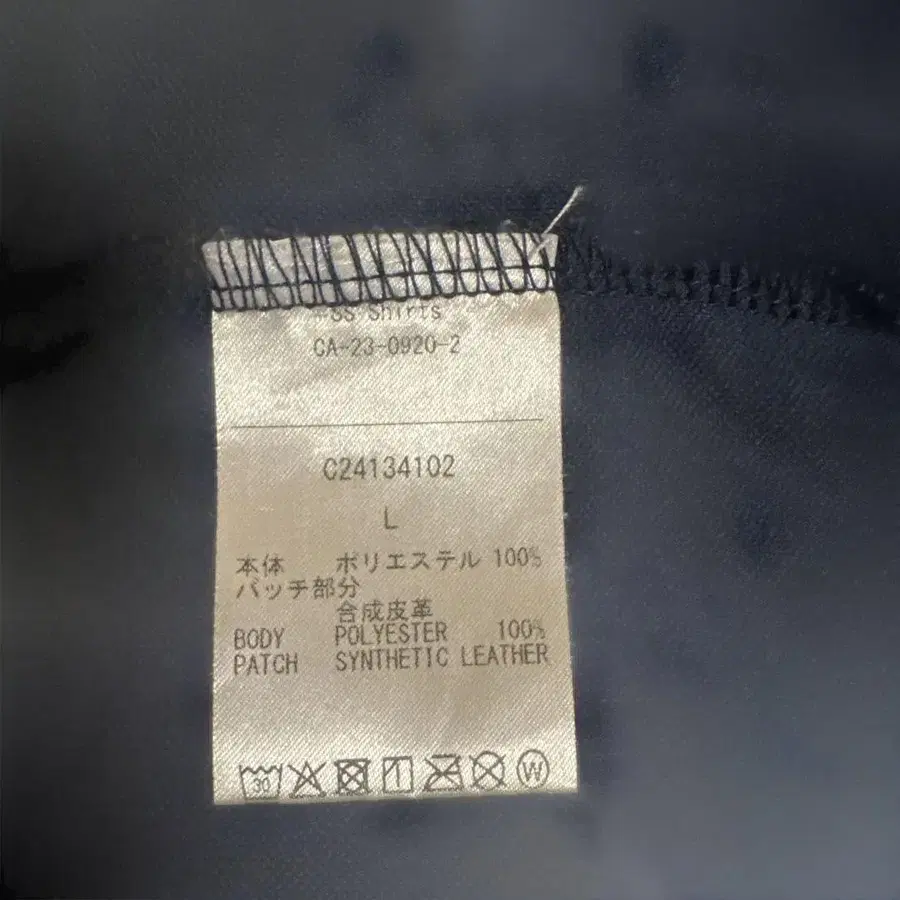 SS Shirts
CA-23-0920-2
C24134102
L
本体 ポリエステル 100%
パッチ部分
合成皮革
BODY POLYESTER 100%
PATCH SYNTHETIC LEATHER
30 W